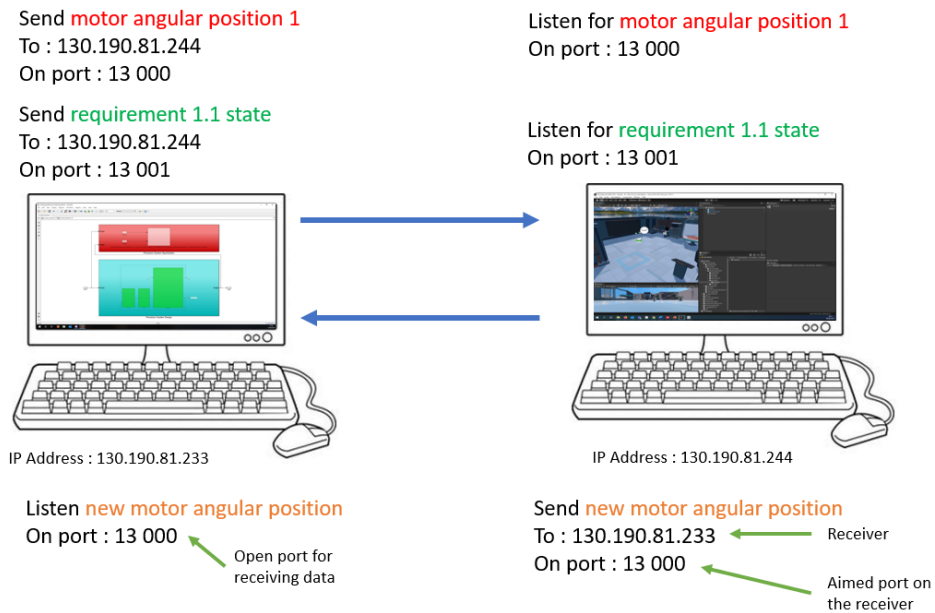 Send motor angular position 1
To : 130.190.81.244
On port : 13 000
Send requirement 1.1 state
To : 130.190.81.244
On port : 13 001
Listen for motor angular position 1
On port : 13 000
Listen for requirement 1.1 state
On port : 13 001
IP Address : 130.190.81.233
IP Address : 130.190.81.244
Listen new motor angular position
On port : 13 000
Open port for
receiving data
Send new motor angular position
To : 130.190.81.233
Receiver
On port : 13 000
Aimed port on
the receiver